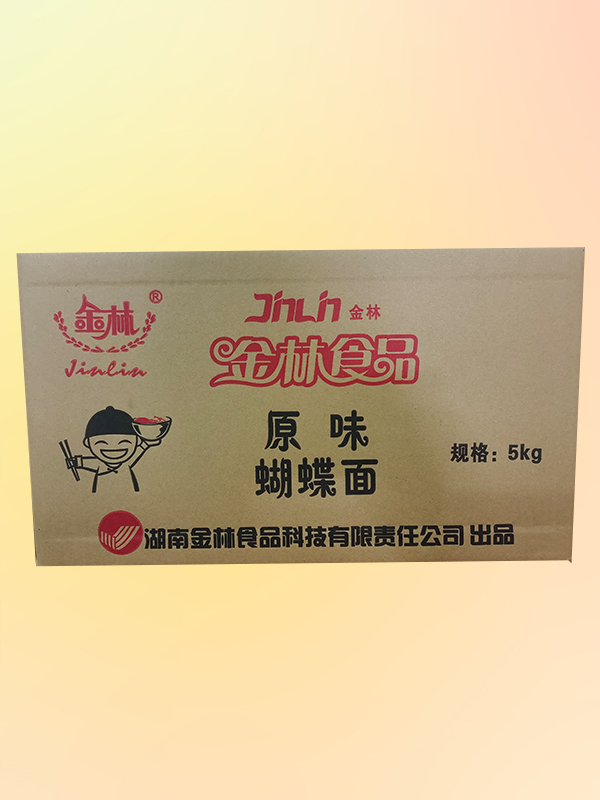 金林®
Jinlin
JinLin 金林
金林食品
原味
蝴蝶面
规格：5kg
湖南金林食品科技有限责任公司 出品